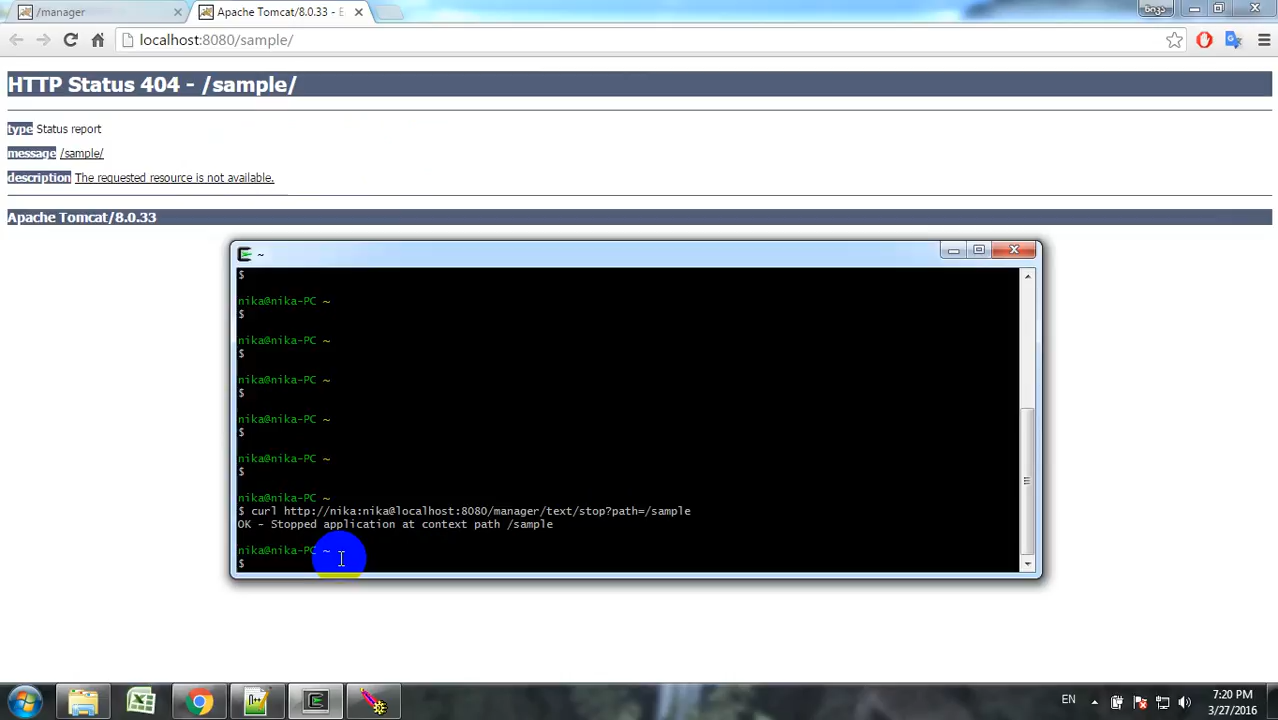 /manager
Apache Tomcat/8.0.33 - E
localhost:8080/sample/
HTTP Status 404 - /sample/
type Status report
message /sample/
description The requested resource is not available.
Apache Tomcat/8.0.33
~
$
nika@nika-PC ~
$
nika@nika-PC ~
$
nika@nika-PC ~
$
nika@nika-PC ~
$
nika@nika-PC ~
$
nika@nika-PC ~
$ curl http://nika:nika@localhost:8080/manager/text/stop?path=/sample
OK - Stopped application at context path /sample
nika@nika-PC ~
$
EN
7:20 PM
3/27/2016